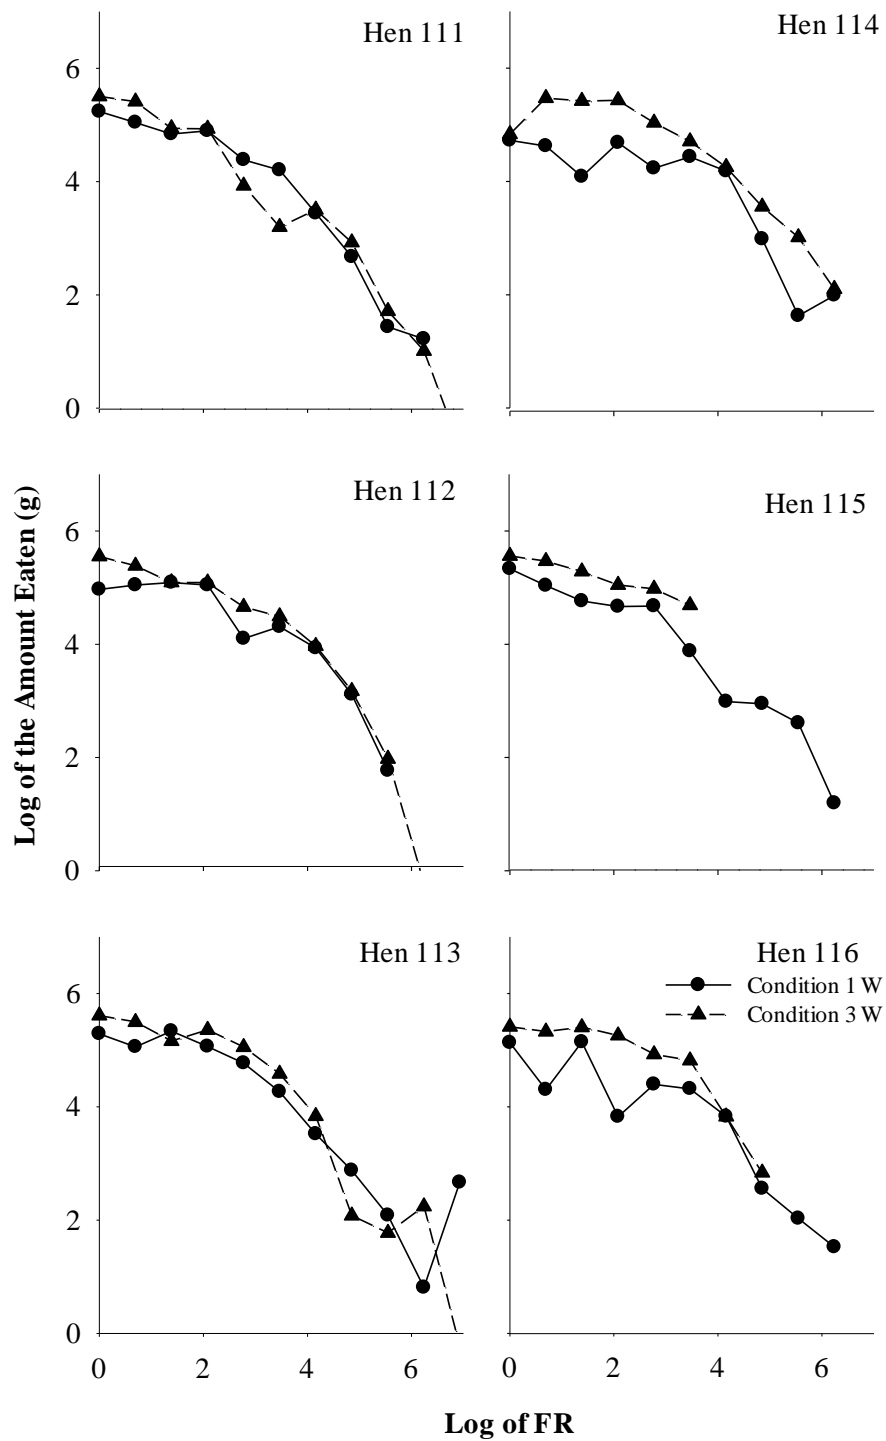 Hen 111
Hen 114
6
4
2
0
Hen 112
Hen 115
6
4
2
0
Log of the Amount Eaten (g)
Hen 113
Hen 116
Condition 1 W
Condition 3 W
6
4
2
0
0 2 4 6
0 2 4 6
Log of FR